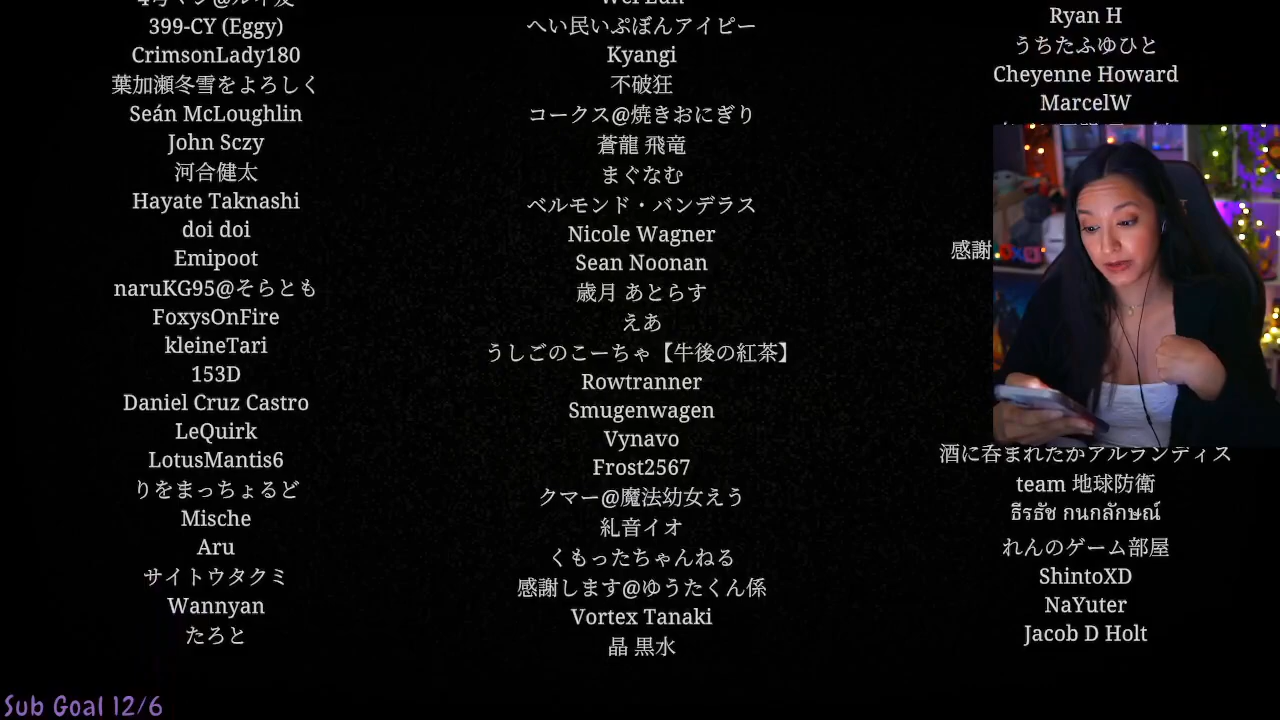 399-CY (Eggy)
CrimsonLady180
葉加瀬冬雪をよろしく
Seán McLoughlin
John Sczy
河合健太
Hayate Taknashi
doi doi
Emipoot
naruKG95@そらとも
FoxysOnFire
kleineTari
153D
Daniel Cruz Castro
LeQuirk
LotusMantis6
りをまっちょるど
Mische
Aru
サイトウタクミ
Wannyan
たろと
へい民いぷぽんアイピー
Kyangi
不破狂
コークス@焼きおにぎり
蒼龍 飛竜
まぐなむ
ベルモンド・バンデラス
Nicole Wagner
Sean Noonan
歳月 あとらす
えあ
うしごのこーちゃ【牛後の紅茶】
Rowtranner
Smugenwagen
Vynavo
Frost2567
クマー@魔法幼女えう
糺音イオ
くもったちゃんねる
感謝します@ゆうたくん係
Vortex Tanaki
晶 黒水
Ryan H
うちたふゆひと
Cheyenne Howard
MarcelW
感謝
酒に呑まれたかアルランディス
team 地球防衛
ธีรธัช กนกลักษณ์
れんのゲーム部屋
ShintoXD
NaYuter
Jacob D Holt
Sub Goal 12/6